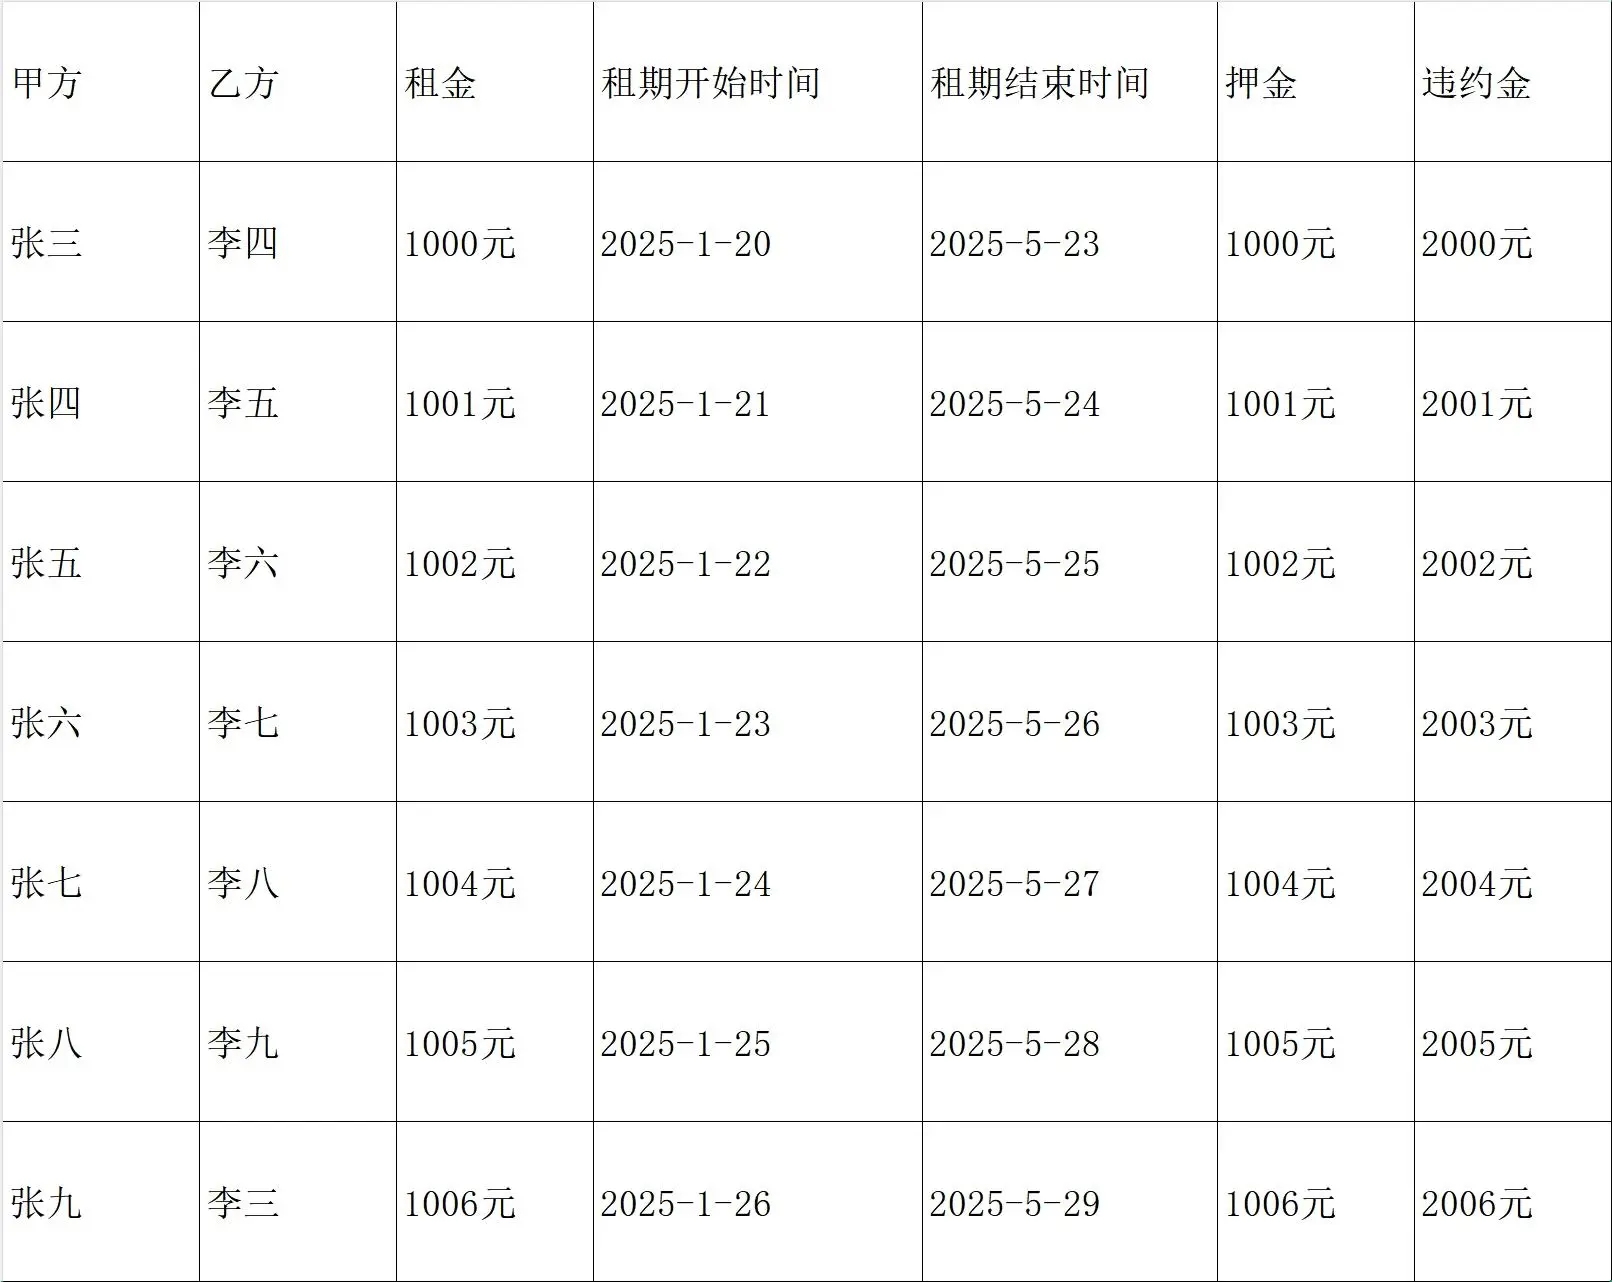 甲方 乙方 租金 租期开始时间 租期结束时间 押金 违约金
张三 李四 1000元 2025-1-20 2025-5-23 1000元 2000元
张四 李五 1001元 2025-1-21 2025-5-24 1001元 2001元
张五 李六 1002元 2025-1-22 2025-5-25 1002元 2002元
张六 李七 1003元 2025-1-23 2025-5-26 1003元 2003元
张七 李八 1004元 2025-1-24 2025-5-27 1004元 2004元
张八 李九 1005元 2025-1-25 2025-5-28 1005元 2005元
张九 李三 1006元 2025-1-26 2025-5-29 1006元 2006元